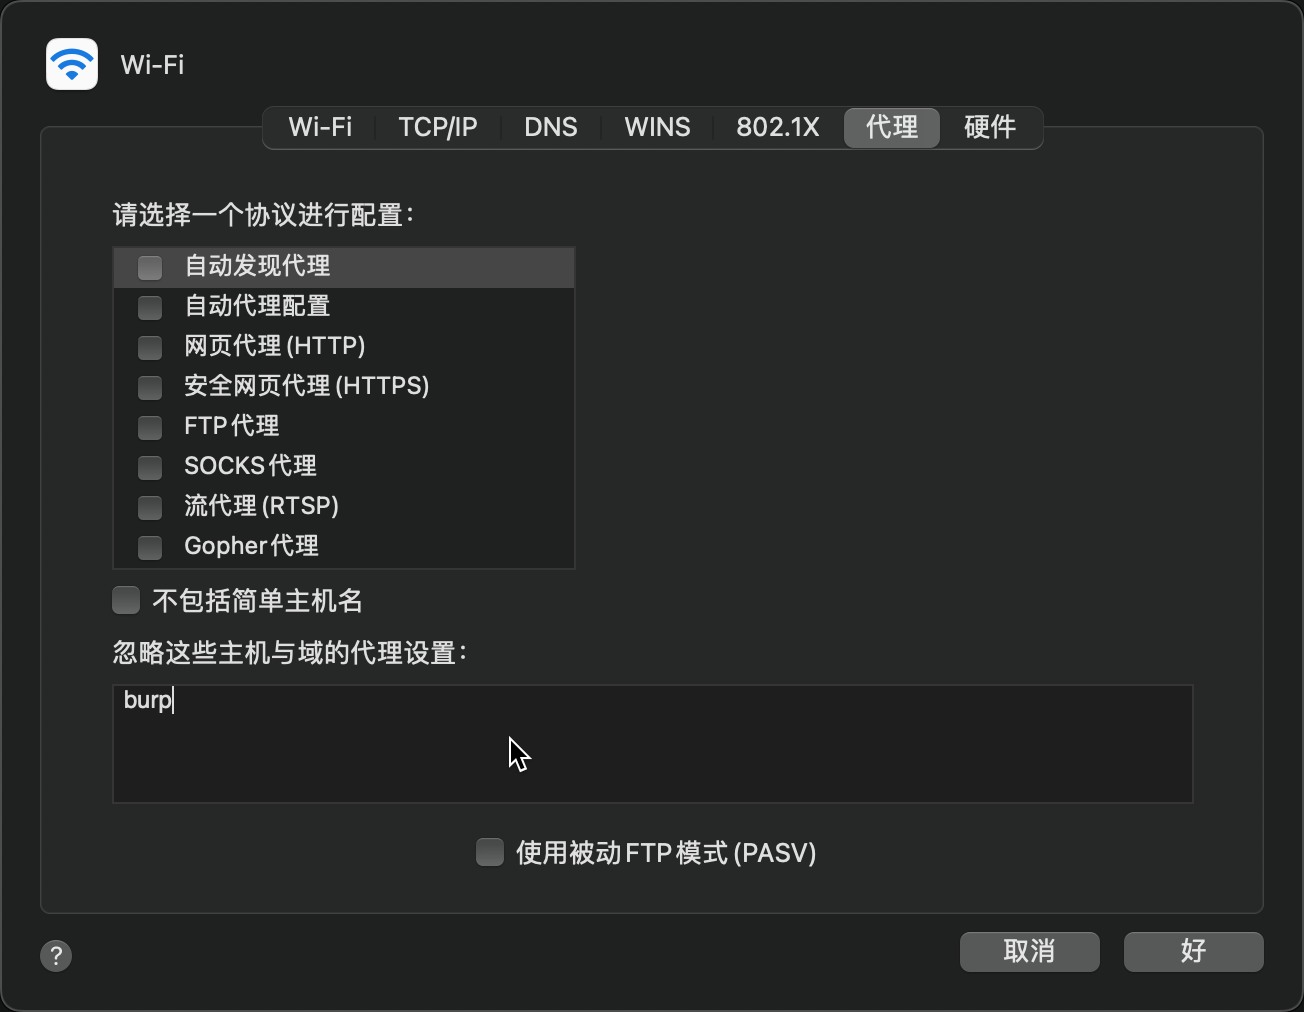 Wi-Fi
Wi-Fi TCP/IP DNS WINS 802.1X 代理 硬件
请选择一个协议进行配置：
自动发现代理
自动代理配置
网页代理 (HTTP)
安全网页代理 (HTTPS)
FTP代理
SOCKS代理
流代理 (RTSP)
Gopher代理
不包括简单主机名
忽略这些主机与域的代理设置：
burp
使用被动FTP模式 (PASV)
? 取消 好